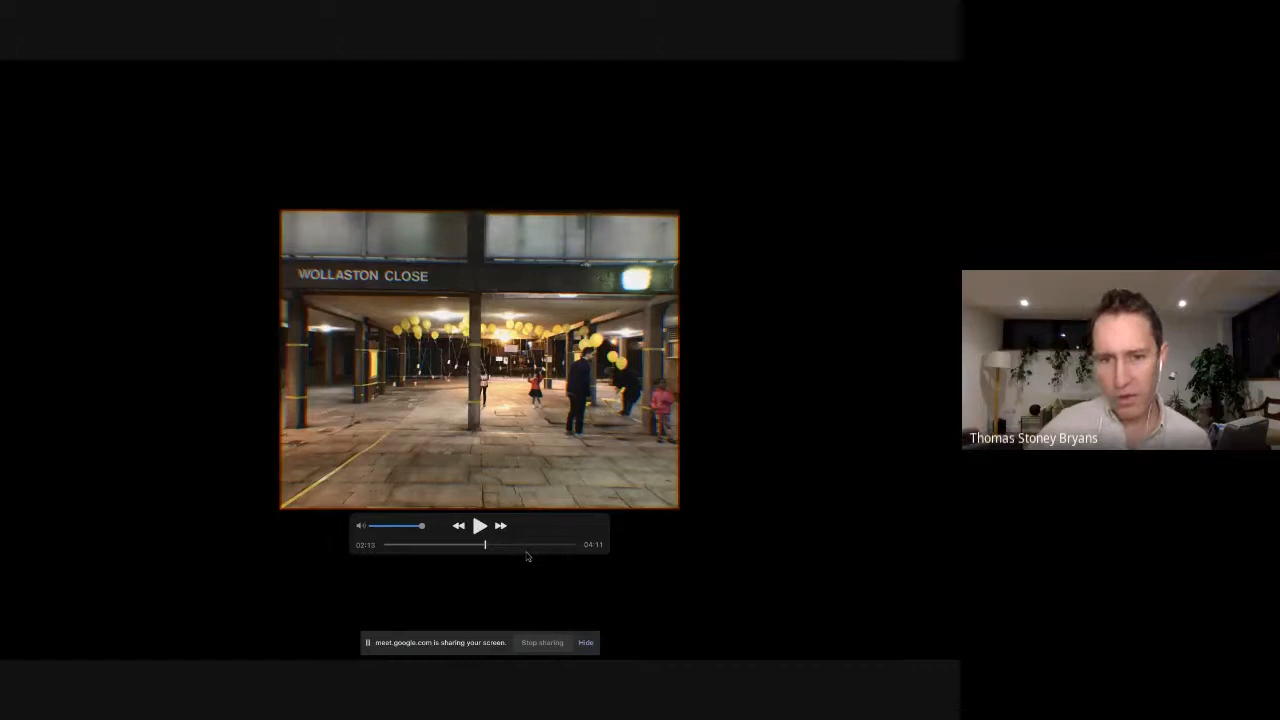 WOLLASTON CLOSE
02:13
04:11
meet.google.com is sharing your screen.
Stop sharing
Hide
Thomas Stoney Bryans